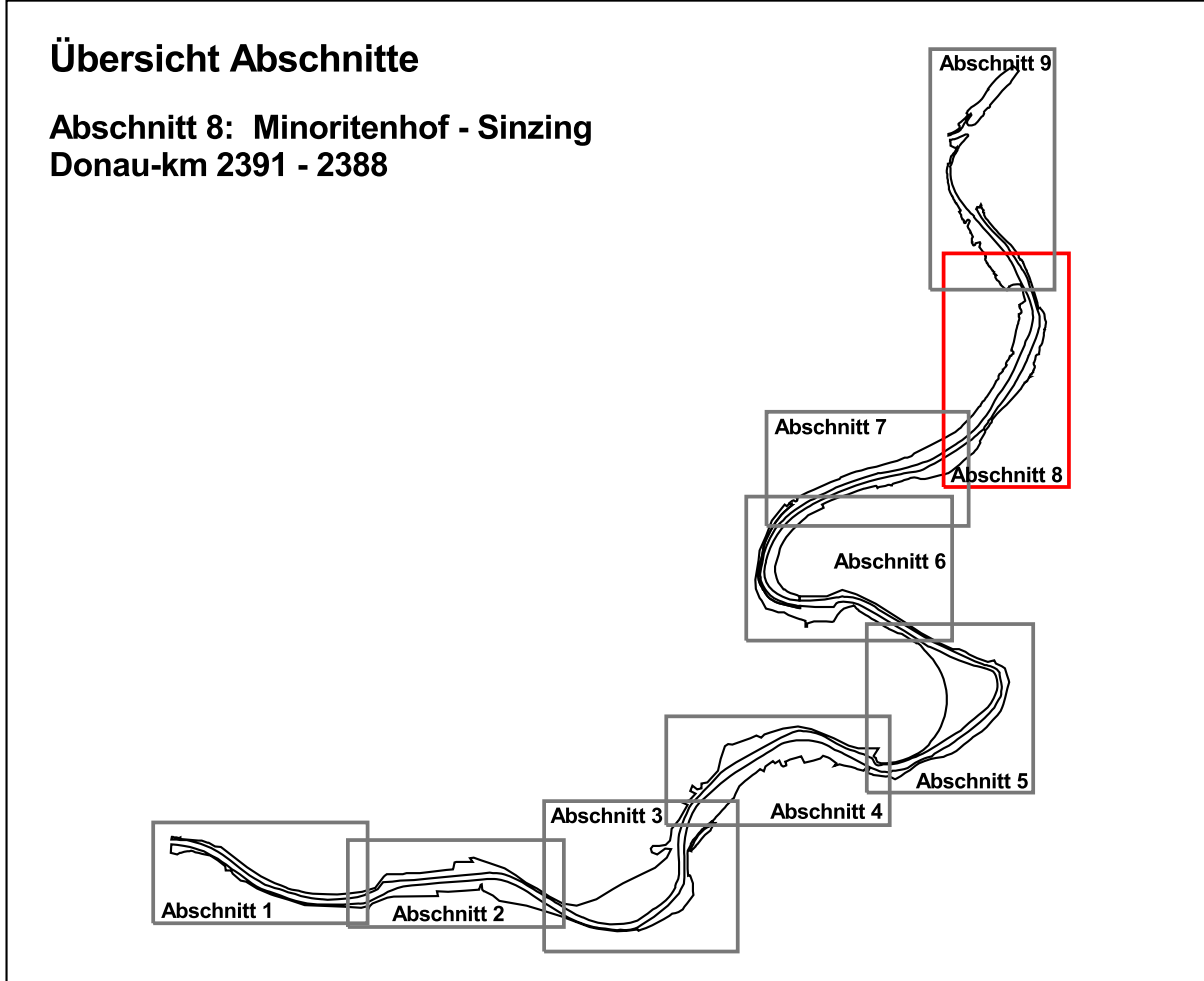 Übersicht Abschnitte
Abschnitt 8:  Minoritenhof - Sinzing
Donau-km 2391 - 2388
Abschnitt 9
Abschnitt 7
Abschnitt 8
Abschnitt 6
Abschnitt 5
Abschnitt 3
Abschnitt 4
Abschnitt 1
Abschnitt 2